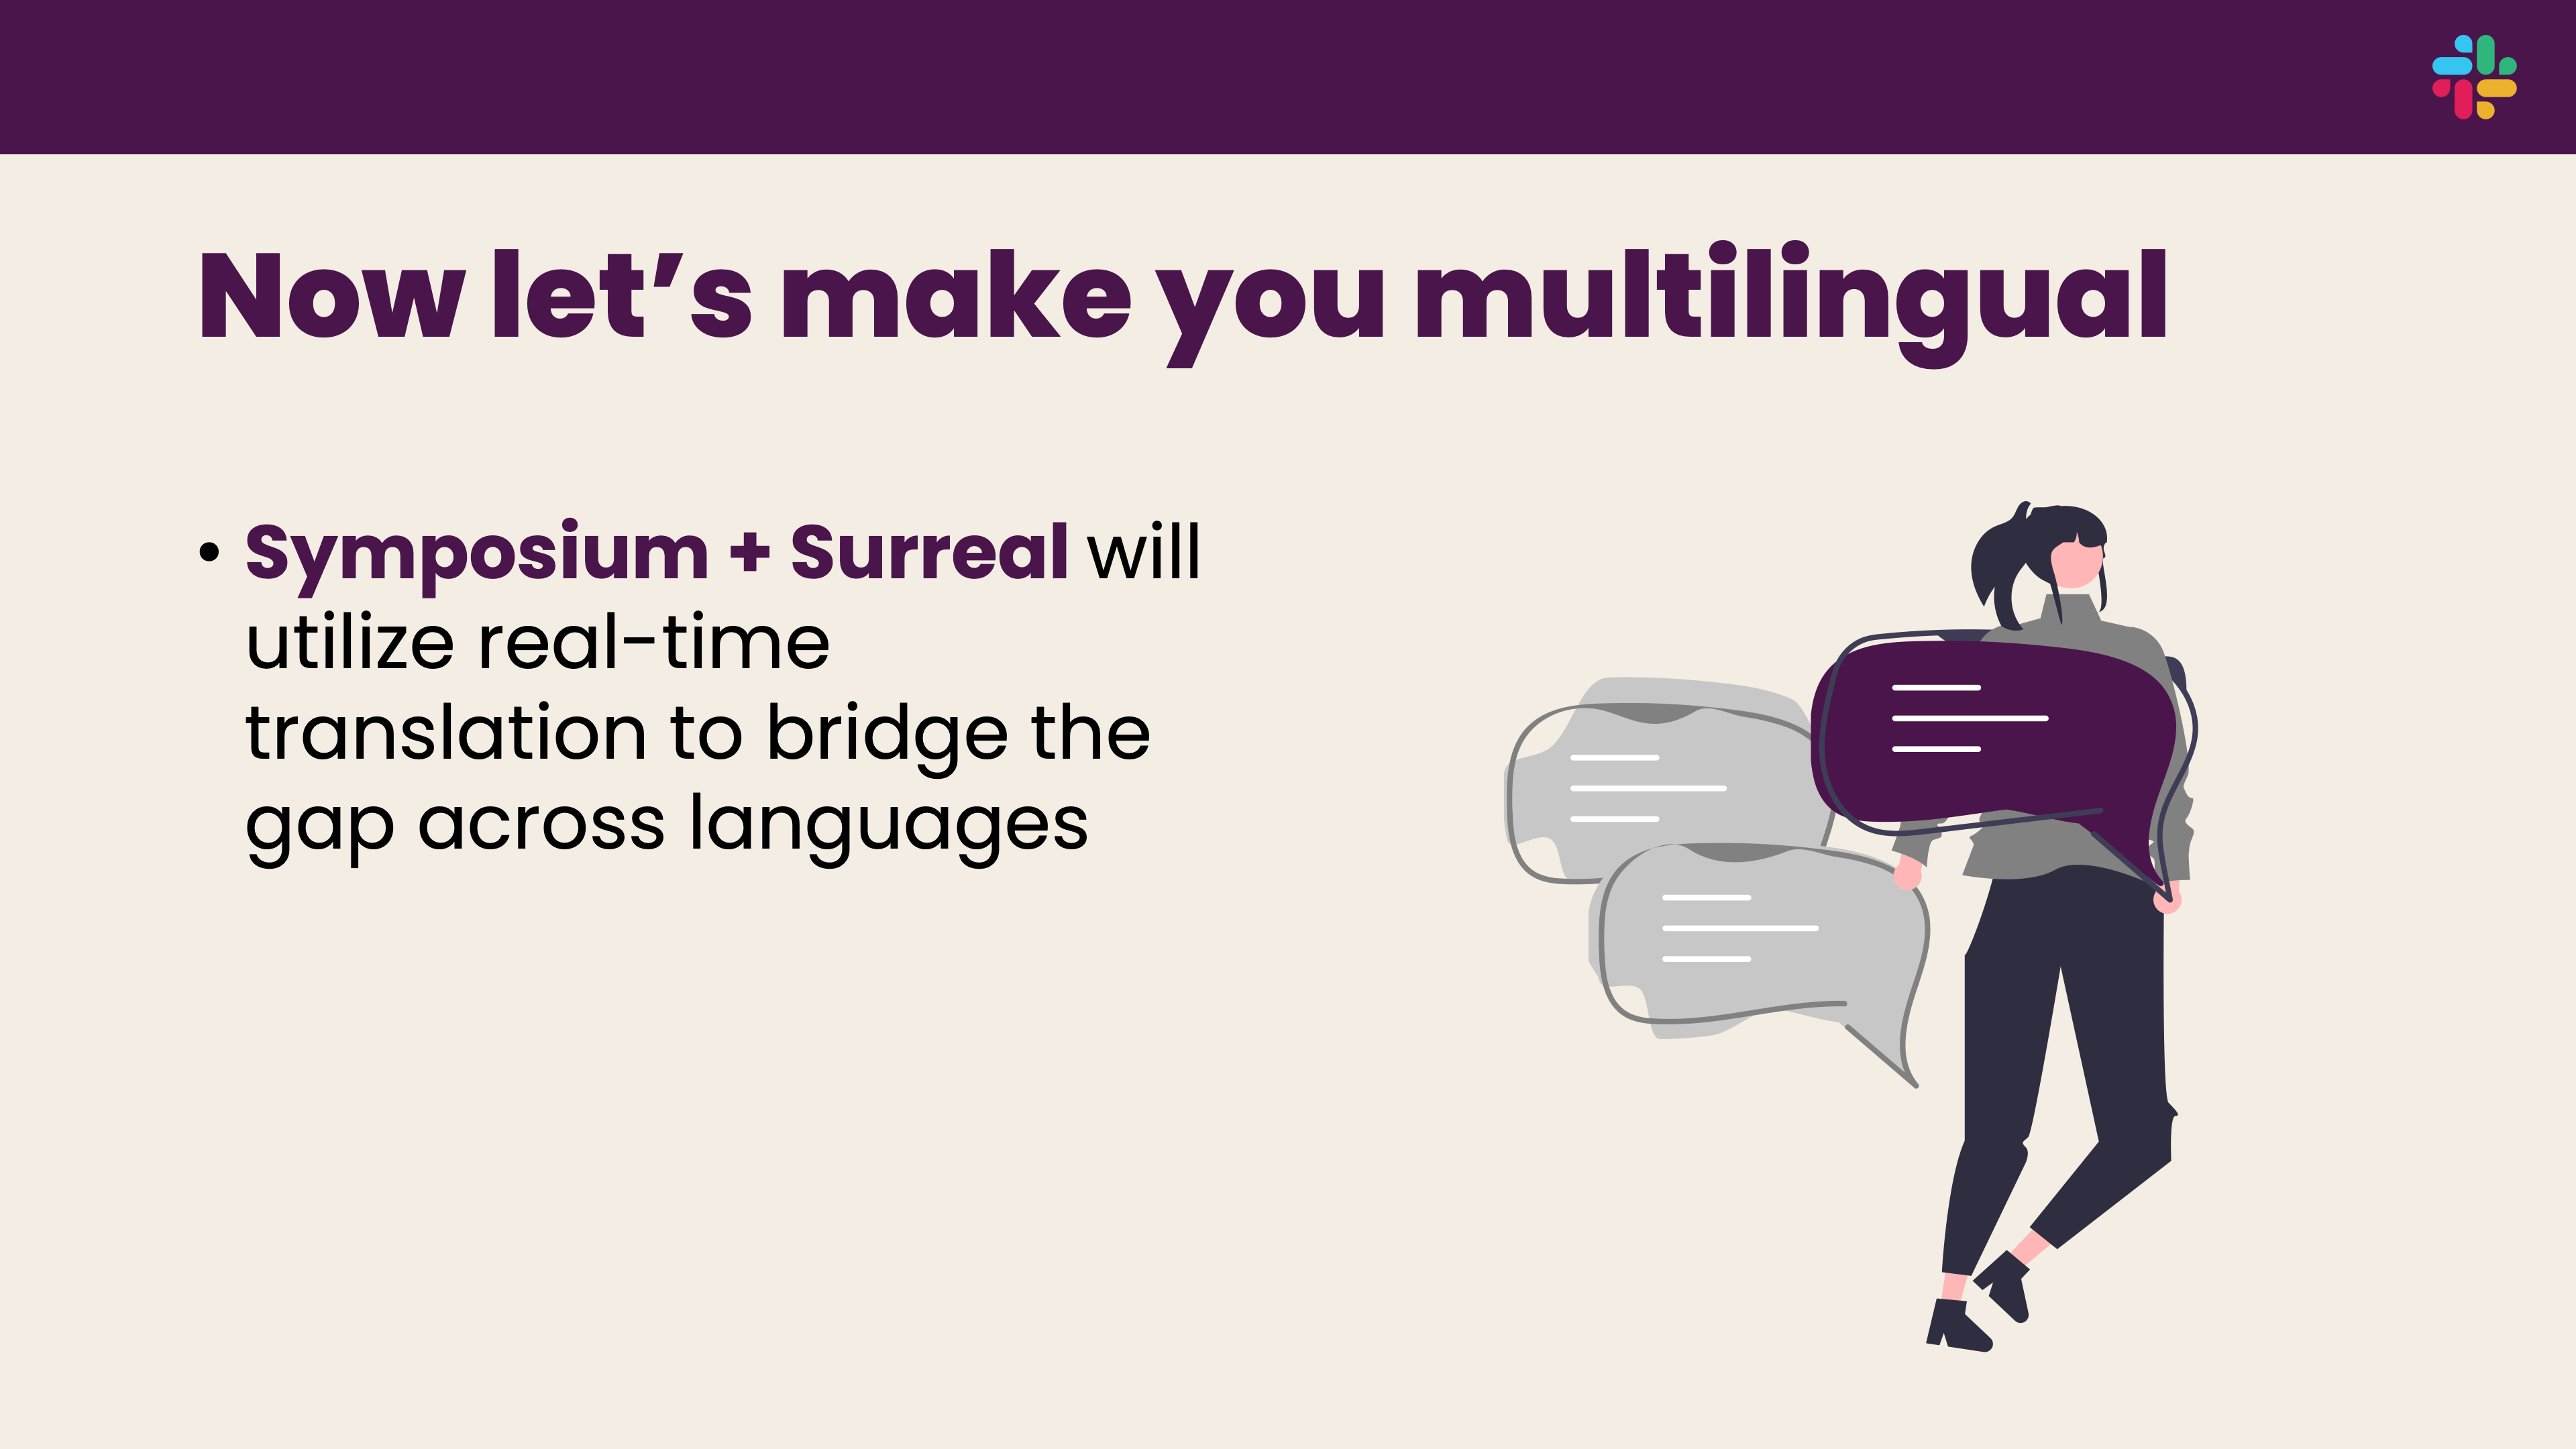 Now let’s make you multilingual
• Symposium + Surreal will
utilize real-time
translation to bridge the
gap across languages